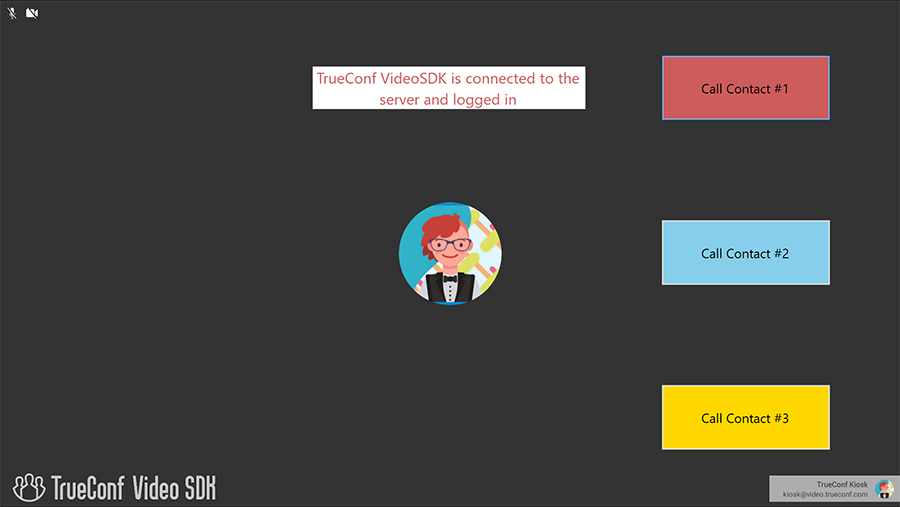 TrueConf VideoSDK is connected to the
server and logged in
Call Contact #1
Call Contact #2
Call Contact #3
TrueConf Video SDK
TrueConf Kiosk
kiosk@video.trueconf.com